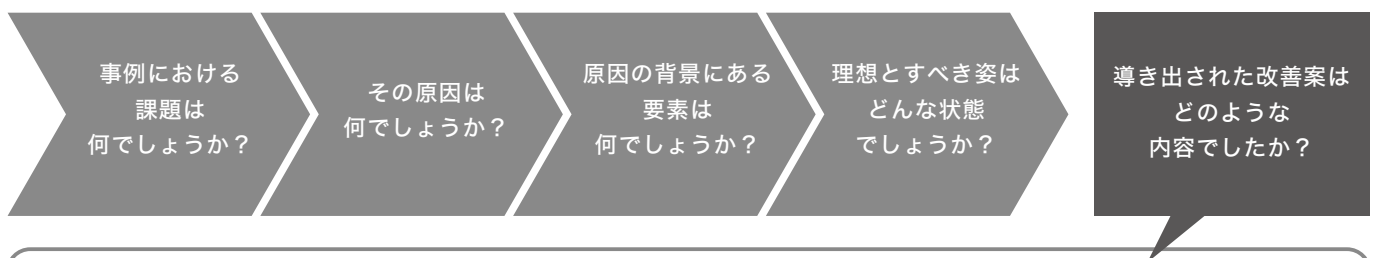 事例における
課題は
何でしょうか？
その原因は
何でしょうか？
原因の背景にある
要素は
何でしょうか？
理想とすべき姿は
どんな状態
でしょうか？
導き出された改善案は
どのような
内容でしたか？